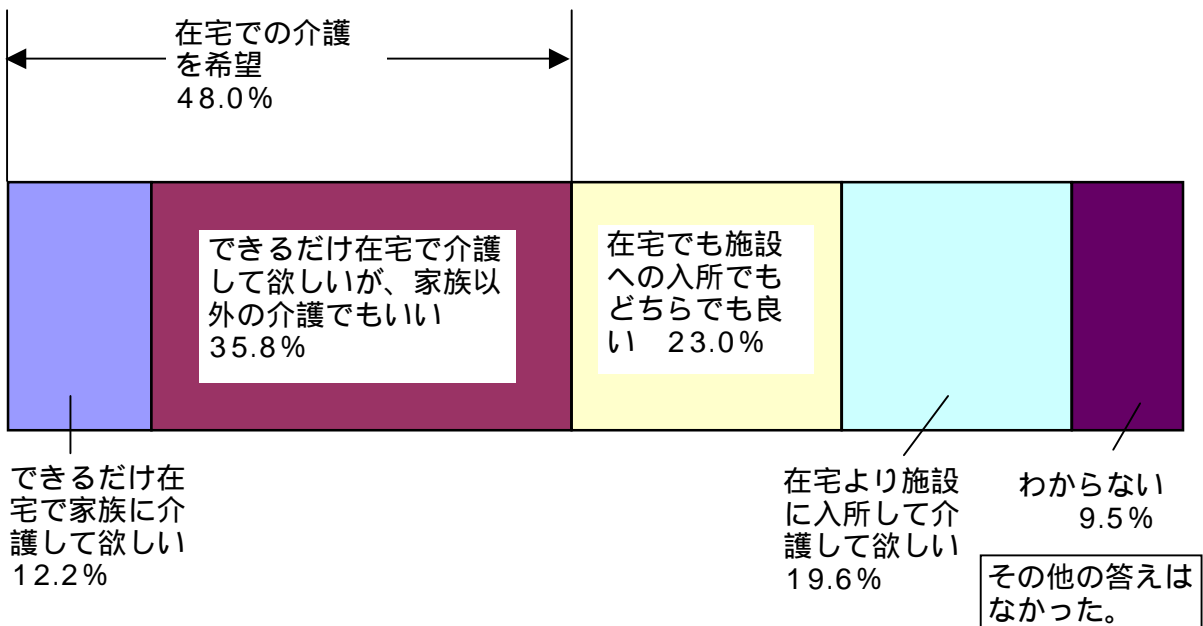 在宅での介護
を希望
48.0%
できるだけ在宅で介護
して欲しいが、家族以
外の介護でもいい
35.8%
在宅でも施設
への入所でも
どちらでも良
い 23.0%
できるだけ在
宅で家族に介
護して欲しい
12.2%
在宅より施設
に入所して介
護して欲しい
19.6%
わからない
9.5%
その他の答えは
なかった。